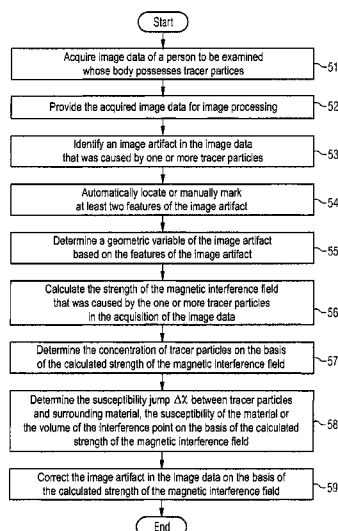 Start
Acquire image data of a person to be examined
whose body possesses tracer partices
51
Provide the acquired image data for image processing
52
Identify an image artifact in the image data
that was caused by one or more tracer particles
53
Automatically locate or manually mark
at least two features of the image artifact
54
Determine a geometric variable of the image artifact
based on the features of the image artifact
55
Calculate the strength of the magnetic interference field
that was caused by the one or more tracer particles
in the acquisition of the image data
56
Determine the concentration of tracer particles on the basis
of the calculated strength of the magnetic interference field
57
Determine the susceptibility jump Δχ between tracer particles
and surrounding material, the susceptibility of the material or
the volume of the interference point on the basis of the calculated
strength of the magnetic interference field
58
Correct the image artifact in the image data on the basis of
the calculated strength of the magnetic interference field
59
End